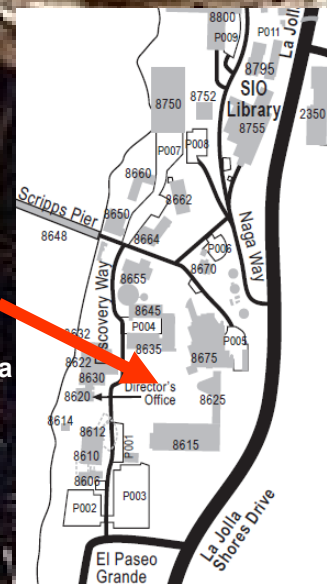 8800
P009
P011
La Jolla
8795
8750
8752
SIO
Library
2350
8755
P007
P008
8660
8662
Scripps Pier
8650
8648
8664
Naga Way
P006
8670
8655
Discovery Way
8645
P004
8632
8635
P005
8675
8622
a
8630
Director's
Office
8620
8625
8614
8612
P001
8615
8610
8606
P002
P003
La Jolla
Shores Drive
El Paseo
Grande